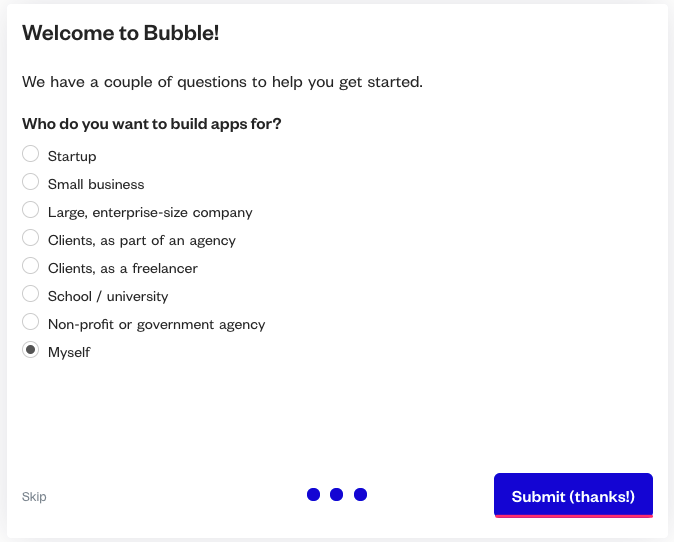 Welcome to Bubble!
We have a couple of questions to help you get started.
Who do you want to build apps for?
Startup
Small business
Large, enterprise-size company
Clients, as part of an agency
Clients, as a freelancer
School / university
Non-profit or government agency
Myself
Skip
Submit (thanks!)